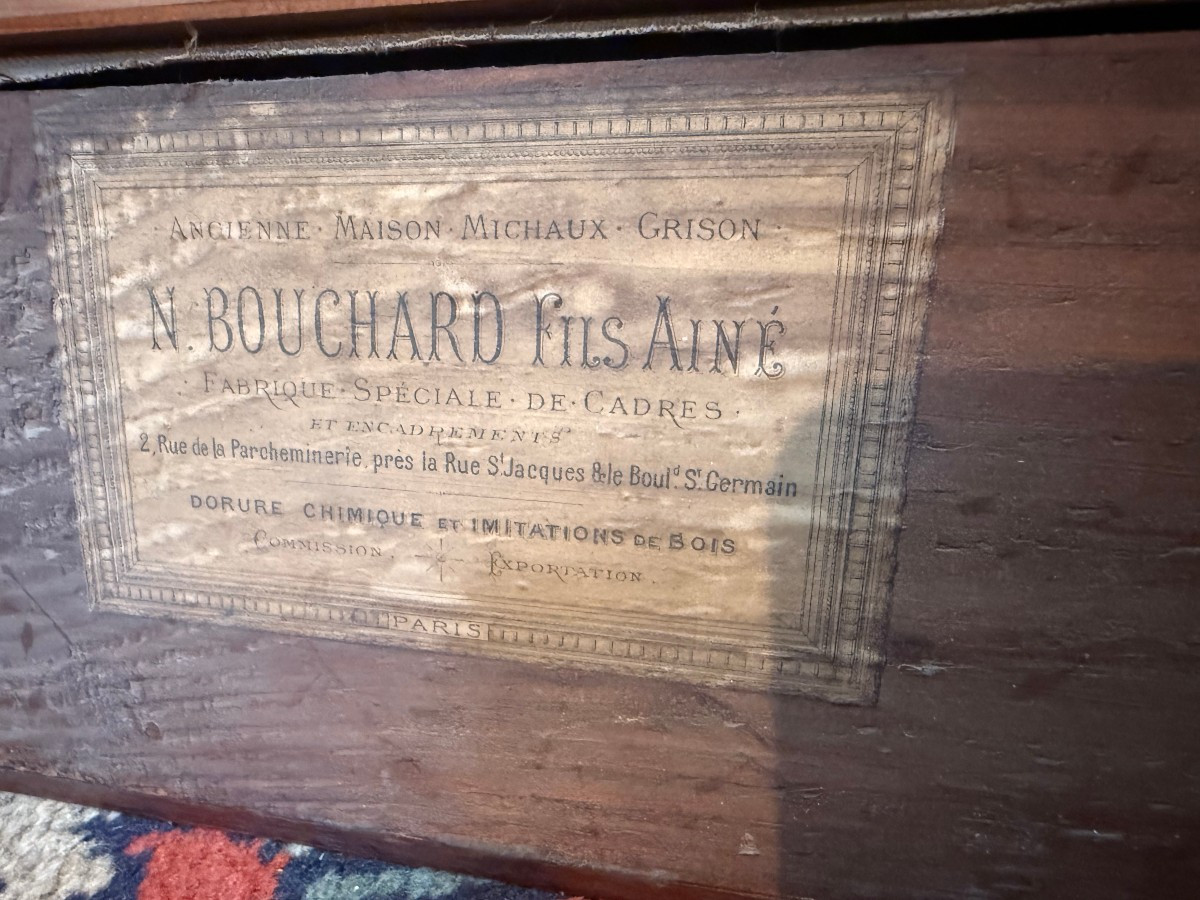 ANCIENNE · MAISON · MICHAUX · GRISON ·
N. BOUCHARD FILS AINÉ
· FABRIQUE · SPÉCIALE · DE · CADRES ·
ET ENCADREMENTS
2, Rue de la Parcheminerie, près la Rue St Jacques & le Bould. St Germain
DORURE CHIMIQUE ET IMITATIONS DE BOIS
COMMISSION. EXPORTATION.
PARIS